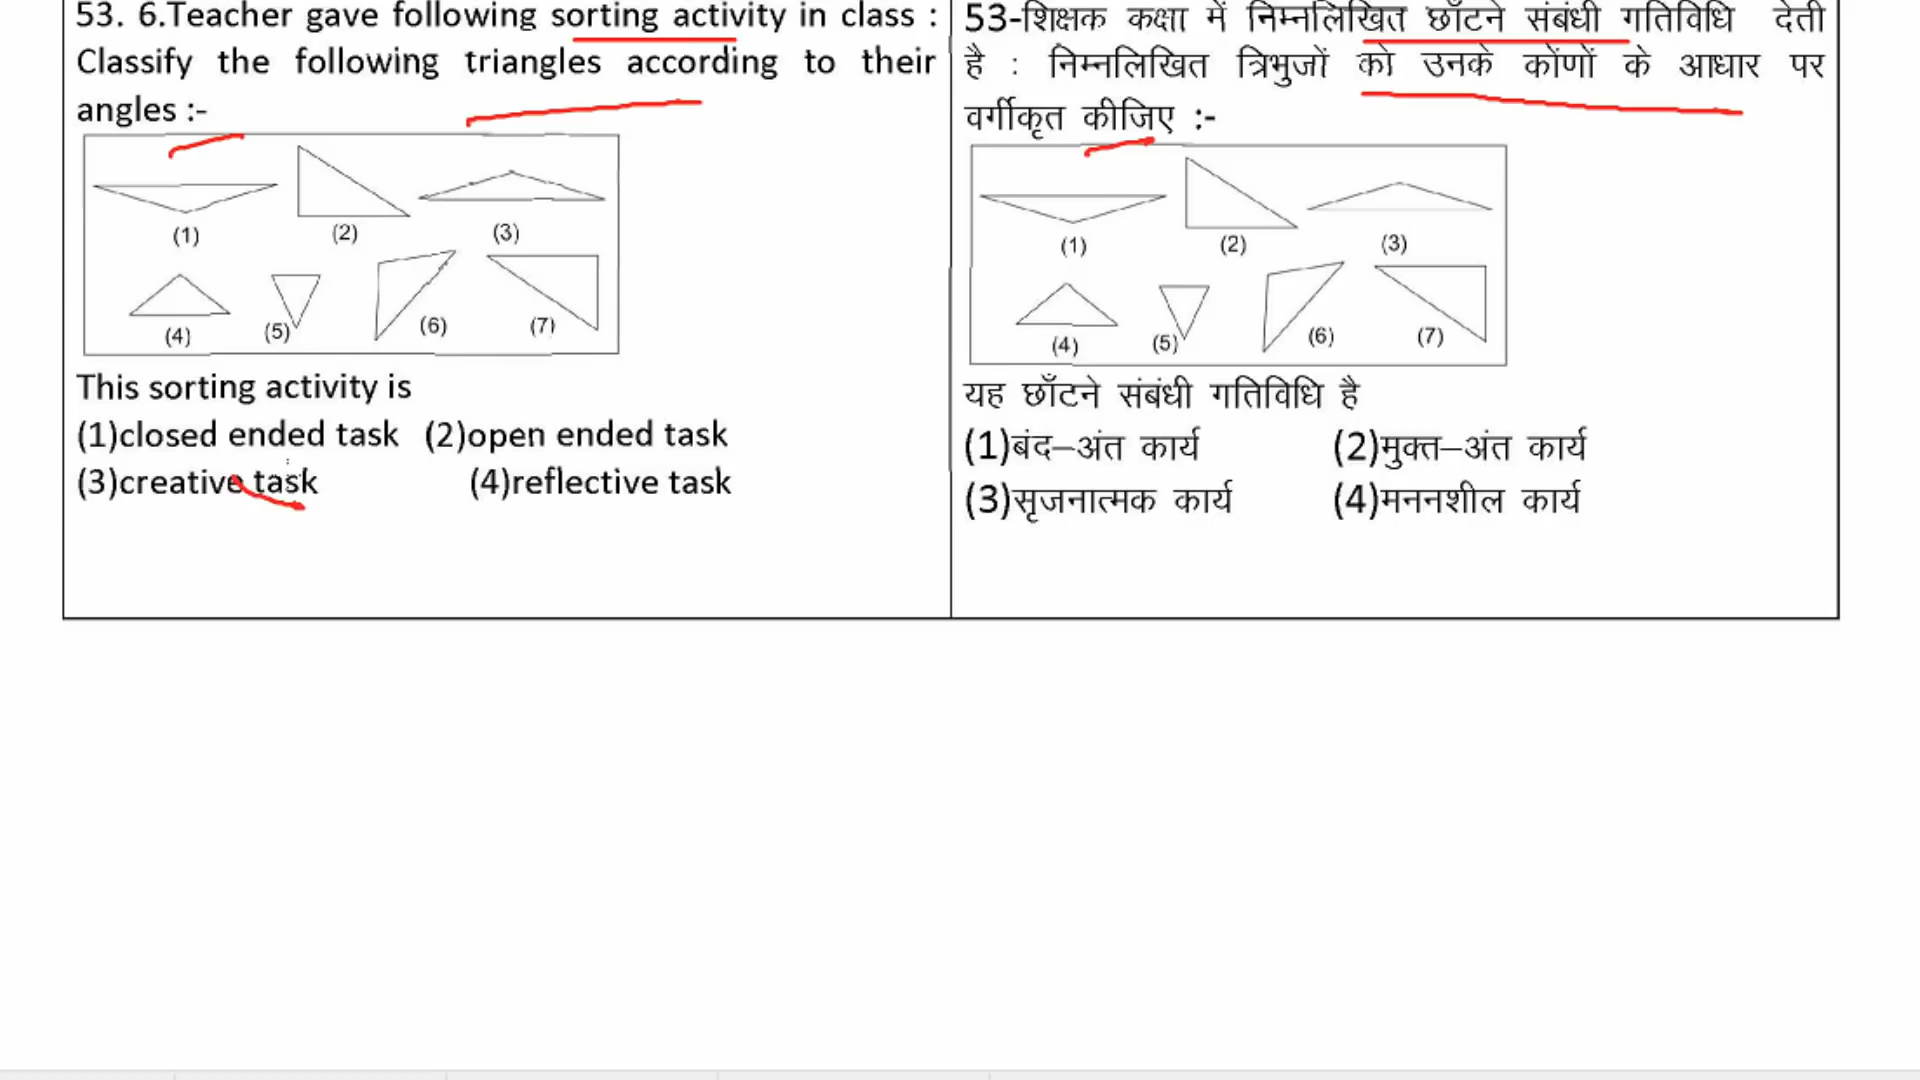 53. 6.Teacher gave following sorting activity in class :
Classify the following triangles according to their
angles :-
(1)
(2)
(3)
(4)
(5)
(6)
(7)
This sorting activity is
(1)closed ended task (2)open ended task
(3)creative task (4)reflective task
53-शिक्षक कक्षा में निम्नलिखित छाँटने संबंधी गतिविधि देती
है : निम्नलिखित त्रिभुजों को उनके कोंणों के आधार पर
वर्गीकृत कीजिए :-
(1)
(2)
(3)
(4)
(5)
(6)
(7)
यह छाँटने संबंधी गतिविधि है
(1)बंद–अंत कार्य (2)मुक्त–अंत कार्य
(3)सृजनात्मक कार्य (4)मननशील कार्य